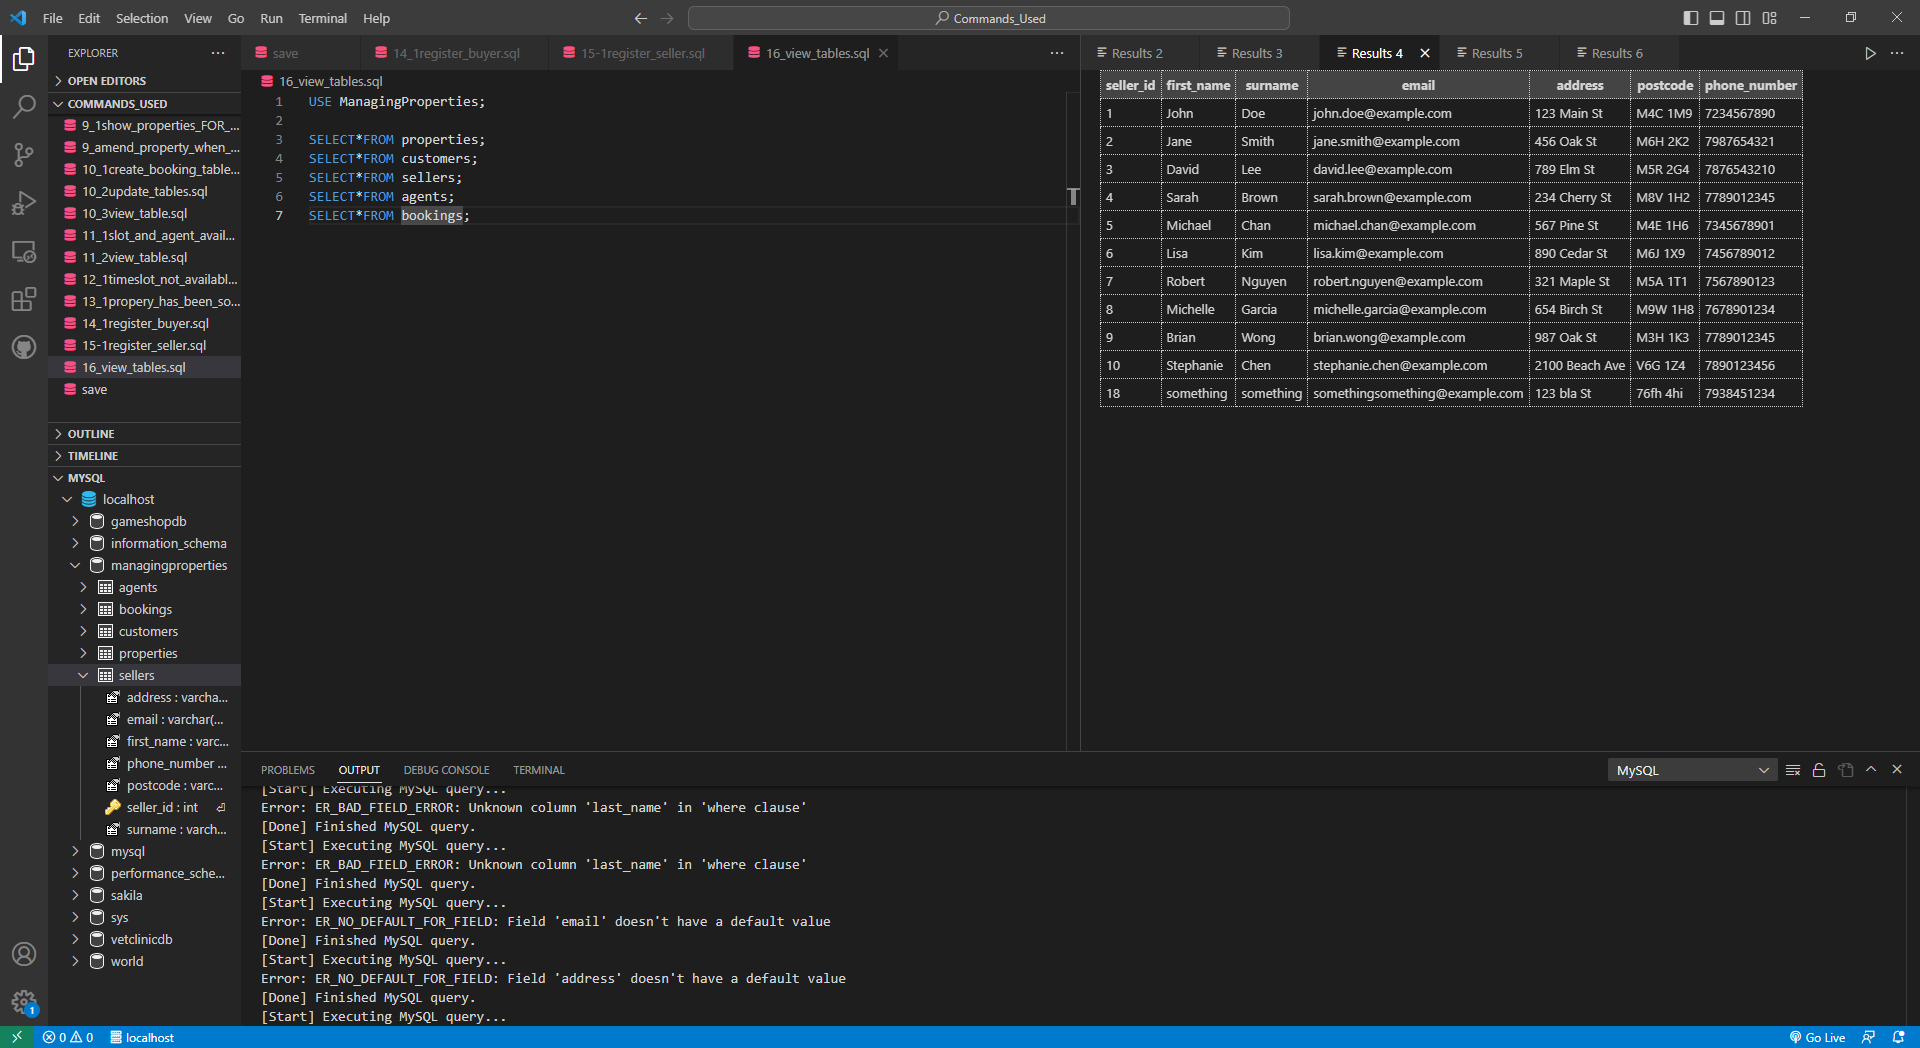 File Edit Selection View Go Run Terminal Help
Commands_Used
EXPLORER
OPEN EDITORS
COMMANDS_USED
9_1show_properties_FOR_...
9_amend_property_when_...
10_1create_booking_table...
10_2update_tables.sql
10_3view_table.sql
11_1slot_and_agent_avail...
11_2view_table.sql
12_1timeslot_not_availabl...
13_1propery_has_been_so...
14_1register_buyer.sql
15-1register_seller.sql
16_view_tables.sql
save
OUTLINE
TIMELINE
MYSQL
localhost
gameshopdb
information_schema
managingproperties
agents
bookings
customers
properties
sellers
address : varcha...
email : varchar(...
first_name : varc...
phone_number ...
postcode : varc...
seller_id : int
surname : varch...
mysql
performance_sche...
sakila
sys
vetclinicdb
world
save 14_1register_buyer.sql 15-1register_seller.sql 16_view_tables.sql
16_view_tables.sql
1 USE ManagingProperties;
2
3 SELECT*FROM properties;
4 SELECT*FROM customers;
5 SELECT*FROM sellers;
6 SELECT*FROM agents;
7 SELECT*FROM bookings;
Results 2 Results 3 Results 4 Results 5 Results 6
seller_id first_name surname email address postcode phone_number
1 John Doe john.doe@example.com 123 Main St M4C 1M9 7234567890
2 Jane Smith jane.smith@example.com 456 Oak St M6H 2K2 7987654321
3 David Lee david.lee@example.com 789 Elm St M5R 2G4 7876543210
4 Sarah Brown sarah.brown@example.com 234 Cherry St M8V 1H2 7789012345
5 Michael Chan michael.chan@example.com 567 Pine St M4E 1H6 7345678901
6 Lisa Kim lisa.kim@example.com 890 Cedar St M6J 1X9 7456789012
7 Robert Nguyen robert.nguyen@example.com 321 Maple St M5A 1T1 7567890123
8 Michelle Garcia michelle.garcia@example.com 654 Birch St M9W 1H8 7678901234
9 Brian Wong brian.wong@example.com 987 Oak St M3H 1K3 7789012345
10 Stephanie Chen stephanie.chen@example.com 2100 Beach Ave V6G 1Z4 7890123456
18 something something somethingsomething@example.com 123 bla St 76fh 4hi 7938451234
PROBLEMS OUTPUT DEBUG CONSOLE TERMINAL
MySQL
[Start] Executing MySQL query...
Error: ER_BAD_FIELD_ERROR: Unknown column 'last_name' in 'where clause'
[Done] Finished MySQL query.
[Start] Executing MySQL query...
Error: ER_BAD_FIELD_ERROR: Unknown column 'last_name' in 'where clause'
[Done] Finished MySQL query.
[Start] Executing MySQL query...
Error: ER_NO_DEFAULT_FOR_FIELD: Field 'email' doesn't have a default value
[Done] Finished MySQL query.
[Start] Executing MySQL query...
Error: ER_NO_DEFAULT_FOR_FIELD: Field 'address' doesn't have a default value
[Done] Finished MySQL query.
[Start] Executing MySQL query...
1
0 0 localhost
Go Live